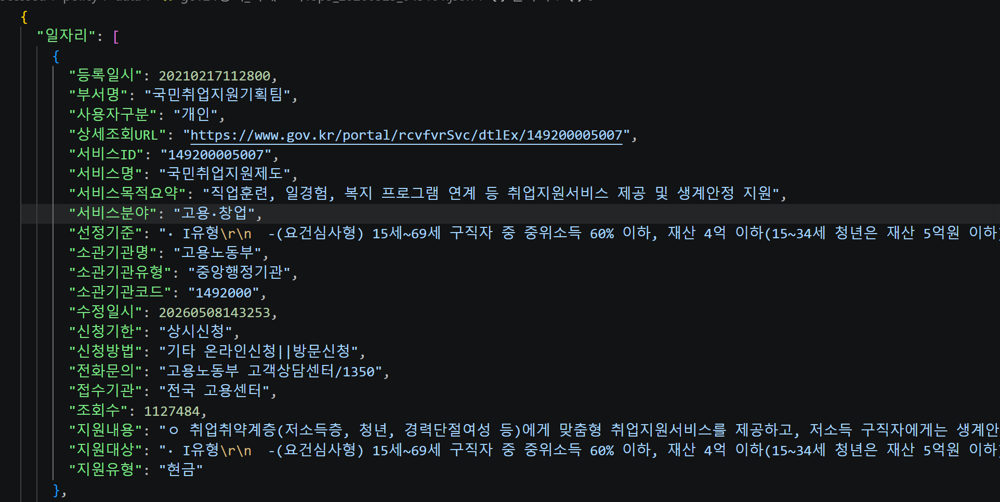 {
"일자리": [
{
"등록일시": 20210217112800,
"부서명": "국민취업지원기획팀",
"사용자구분": "개인",
"상세조회URL": "https://www.gov.kr/portal/rcvfvrSvc/dtlEx/149200005007",
"서비스ID": "149200005007",
"서비스명": "국민취업지원제도",
"서비스목적요약": "직업훈련, 일경험, 복지 프로그램 연계 등 취업지원서비스 제공 및 생계안정 지원",
"서비스분야": "고용·창업",
"선정기준": "· I유형\r\n  -(요건심사형) 15세~69세 구직자 중 중위소득 60% 이하, 재산 4억 이하(15~34세 청년은 재산 5억원 이하)
"소관기관명": "고용노동부",
"소관기관유형": "중앙행정기관",
"소관기관코드": "1492000",
"수정일시": 20260508143253,
"신청기한": "상시신청",
"신청방법": "기타 온라인신청||방문신청",
"전화문의": "고용노동부 고객상담센터/1350",
"접수기관": "전국 고용센터",
"조회수": 1127484,
"지원내용": "ㅇ 취업취약계층(저소득층, 청년, 경력단절여성 등)에게 맞춤형 취업지원서비스를 제공하고, 저소득 구직자에게는 생계안
"지원대상": "· I유형\r\n  -(요건심사형) 15세~69세 구직자 중 중위소득 60% 이하, 재산 4억 이하(15~34세 청년은 재산 5억원 이하)
"지원유형": "현금"
},